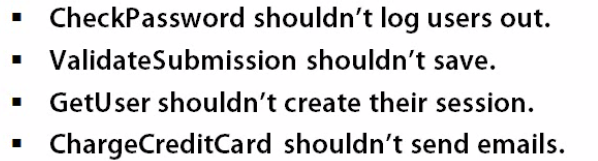 ▪ CheckPassword shouldn’t log users out.
▪ ValidateSubmission shouldn’t save.
▪ GetUser shouldn’t create their session.
▪ ChargeCreditCard shouldn’t send emails.